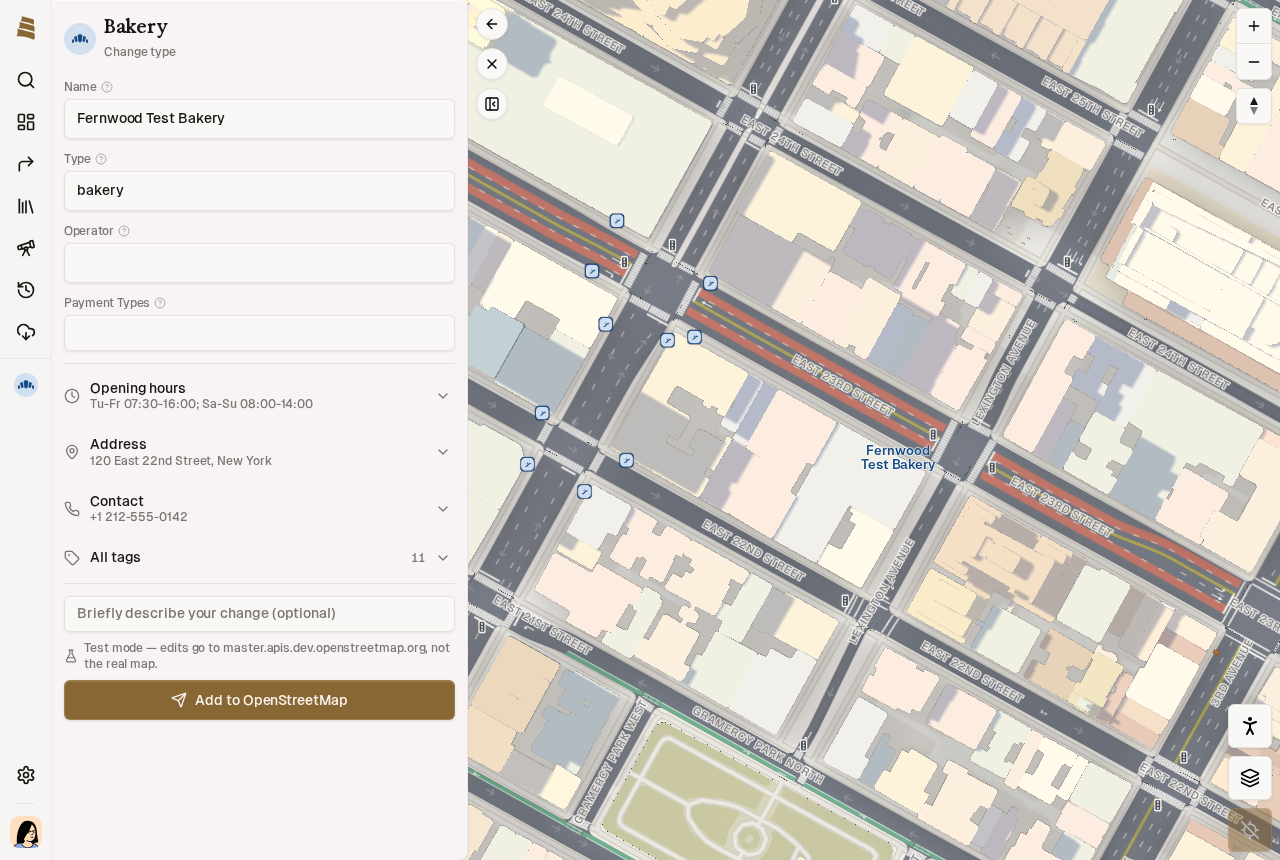 Bakery
Change type
Name
Fernwood Test Bakery
Type
bakery
Operator
Payment Types
Opening hours
Tu-Fr 07:30-16:00; Sa-Su 08:00-14:00
Address
120 East 22nd Street, New York
Contact
+1 212-555-0142
All tags
11
Briefly describe your change (optional)
Test mode — edits go to master.apis.dev.openstreetmap.org, not
the real map.
Add to OpenStreetMap
EAST 24TH STREET
EAST 25TH STREET
EAST 24TH STREET
EAST 24TH STREET
LEXINGTON AVENUE
EAST 23RD STREET
Fernwood
Test Bakery
EAST 23RD STREET
EAST 22ND STREET
LEXINGTON AVENUE
EAST 21ST STREET
EAST 22ND STREET
3RD AVENUE
GRAMERCY PARK WEST
GRAMERCY PARK NORTH
EAST 22ND STREET